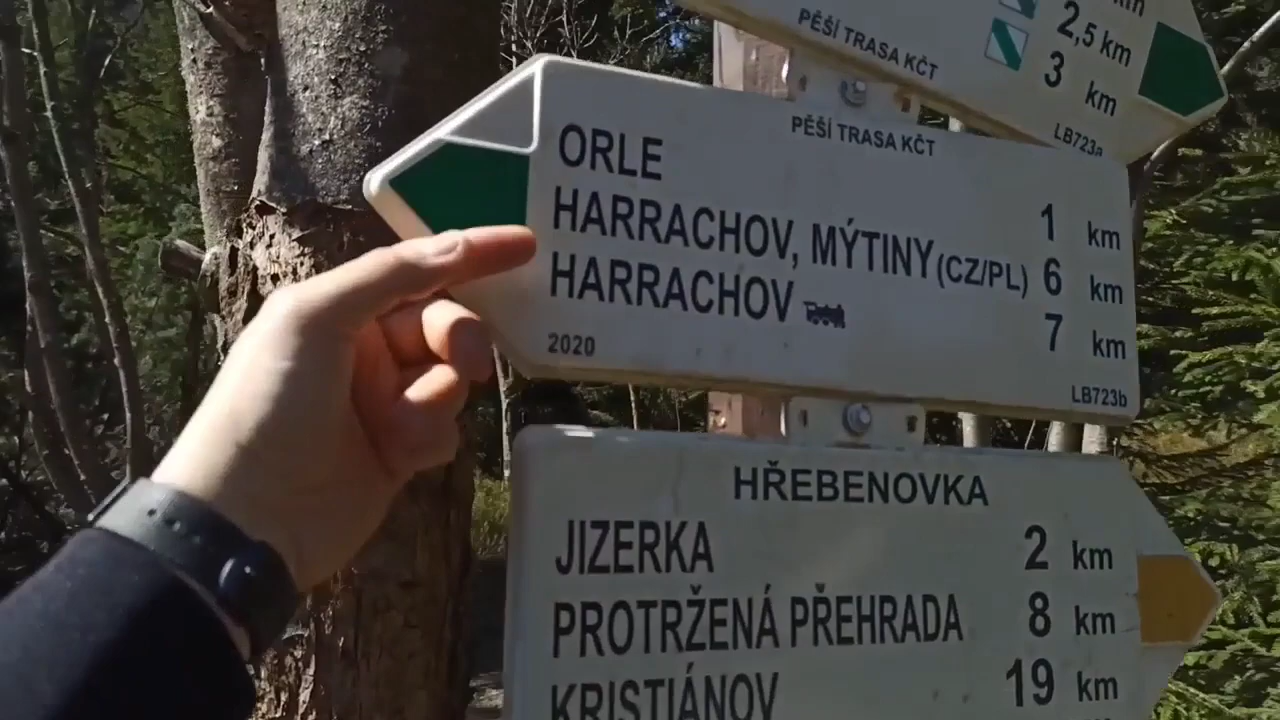 km
2,5 km
3 km
PĚŠÍ TRASA KČT
LB723a
PĚŠÍ TRASA KČT
ORLE 1 km
HARRACHOV, MÝTINY (CZ/PL) 6 km
HARRACHOV 7 km
2020
LB723b
HŘEBENOVKA
JIZERKA 2 km
PROTRŽENÁ PŘEHRADA 8 km
KRISTIÁNOV 19 km